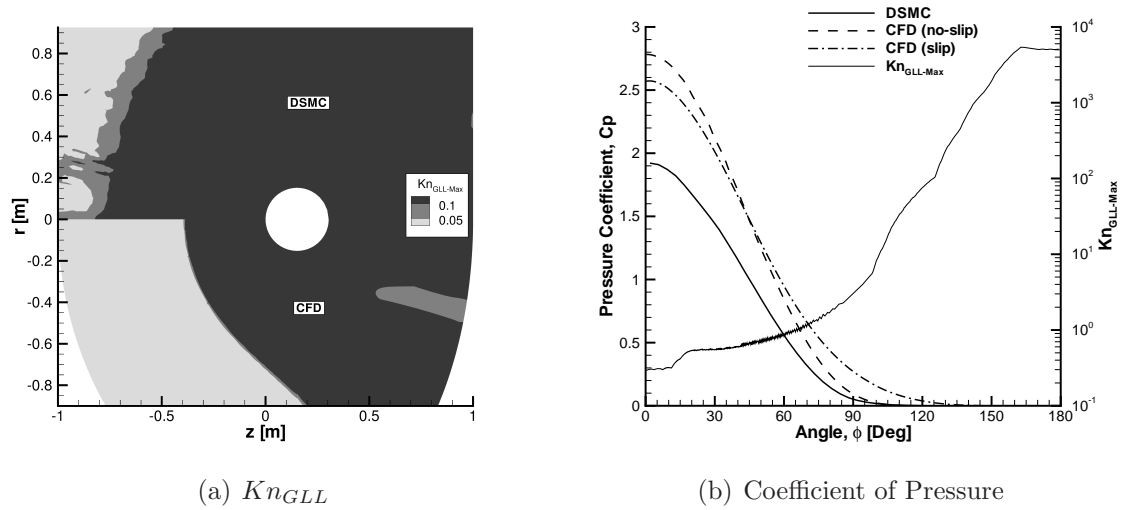 DSMC
CFD
Kn_GLL-Max
0.1
0.05
r [m]
0.8
0.6
0.4
0.2
0
-0.2
-0.4
-0.6
-0.8
-1 -0.5 0 0.5 1
z [m]
(a) Kn_GLL
DSMC
CFD (no-slip)
CFD (slip)
Kn_GLL-Max
Pressure Coefficient, Cp
3
2.5
2
1.5
1
0.5
0
0 30 60 90 120 150 180
Angle, ϕ [Deg]
10^4
10^3
10^2
10^1
10^0
10^-1
Kn_GLL-Max
(b) Coefficient of Pressure